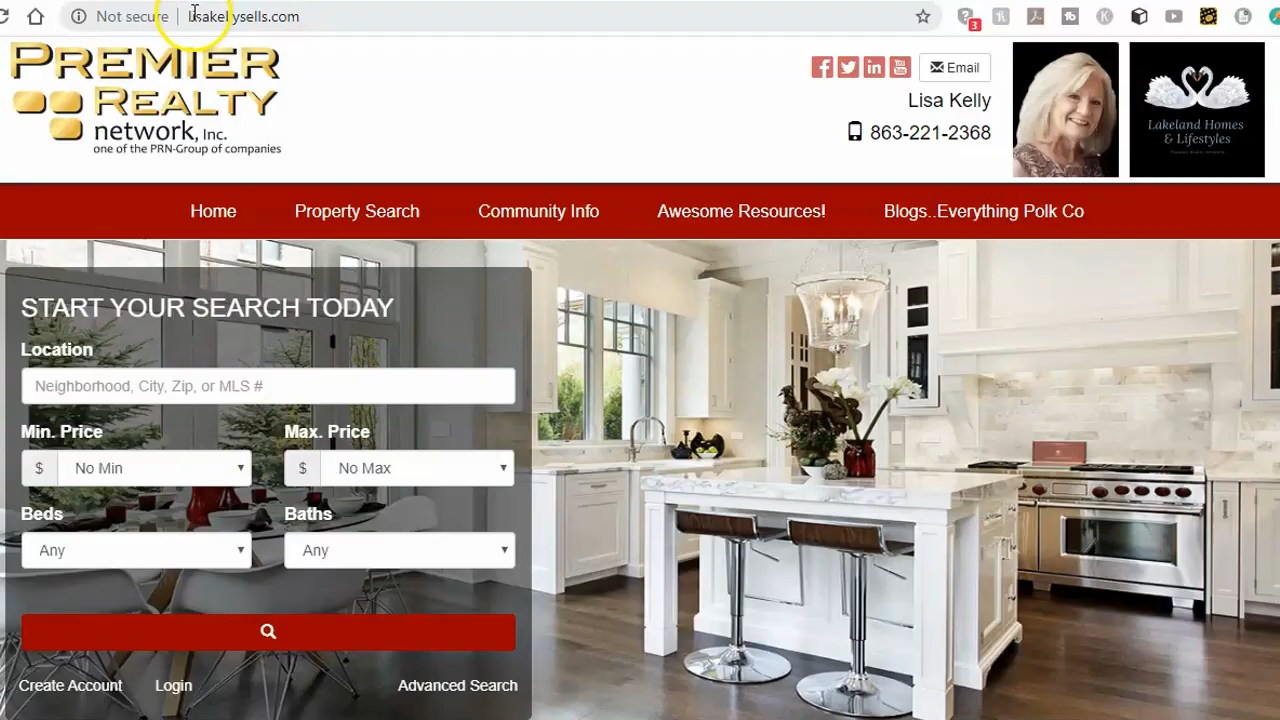 Not secure
lisakellysells.com
3
PREMIER
REALTY
network, Inc.
one of the PRN-Group of companies
You
Tube
Email
Lisa Kelly
863-221-2368
Lakeland Homes
& Lifestyles
Home
Property Search
Community Info
Awesome Resources!
Blogs..Everything Polk Co
START YOUR SEARCH TODAY
Location
Neighborhood, City, Zip, or MLS #
Min. Price
Max. Price
$ No Min
$ No Max
Beds
Baths
Any
Any
Create Account
Login
Advanced Search